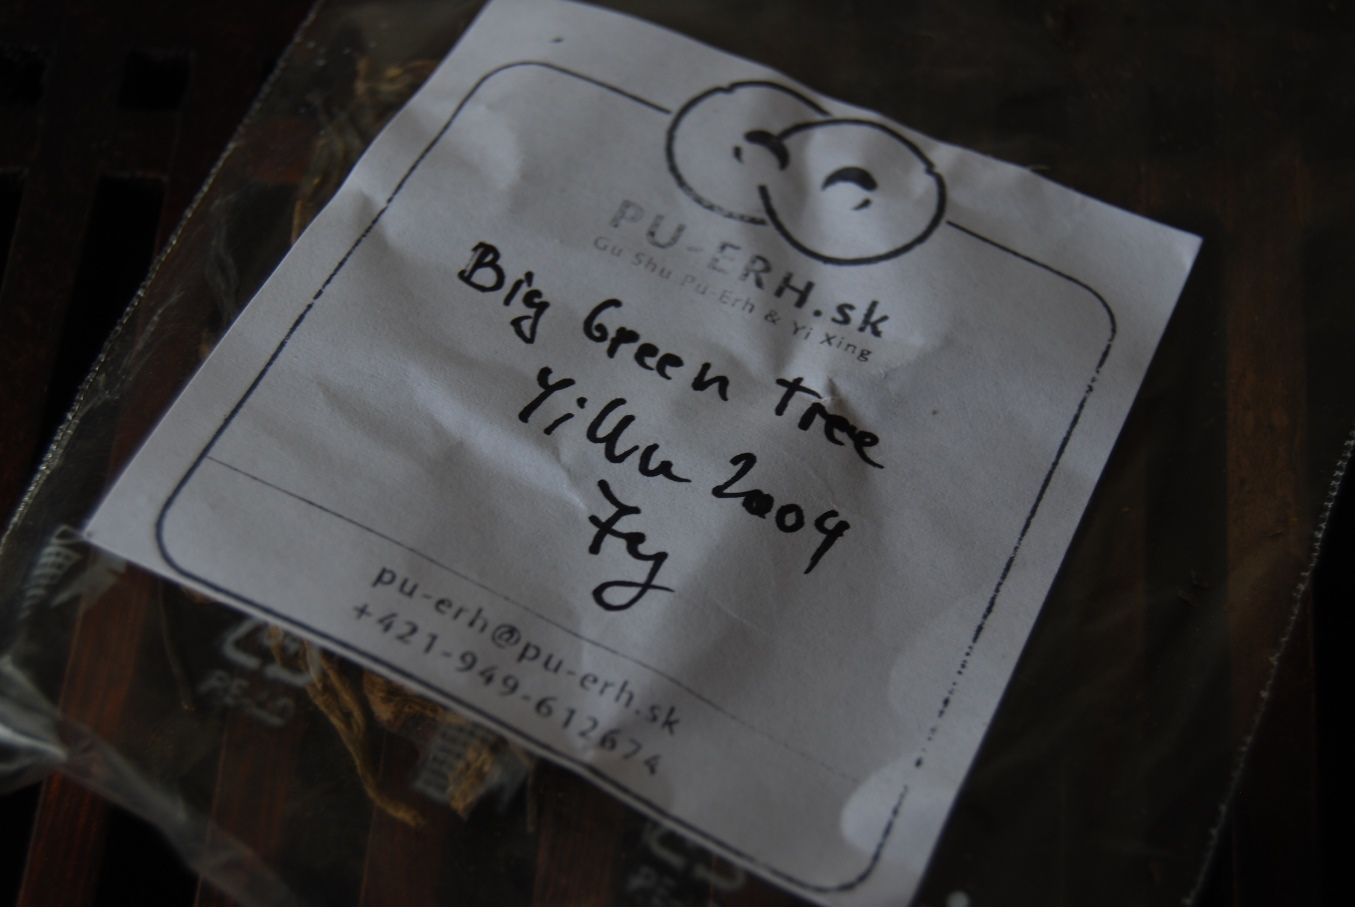 PU-ERH.sk
Gu Shu Pu-Erh & Yi Xing
Big Green Tree
YiWu 2009
7g
pu-erh@pu-erh.sk
+421-949-612674